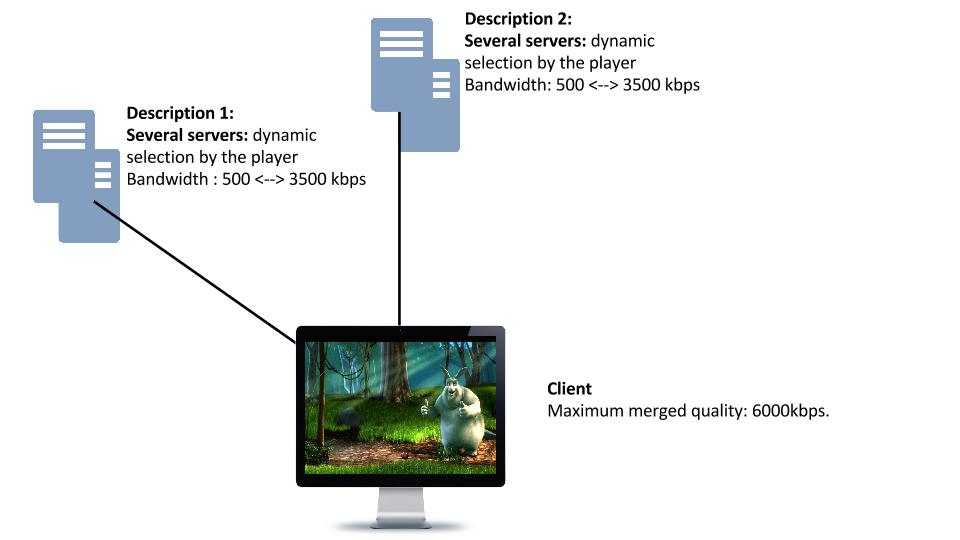 Description 2:
Several servers: dynamic
selection by the player
Bandwidth: 500 <--> 3500 kbps
Description 1:
Several servers: dynamic
selection by the player
Bandwidth : 500 <--> 3500 kbps
Client
Maximum merged quality: 6000kbps.